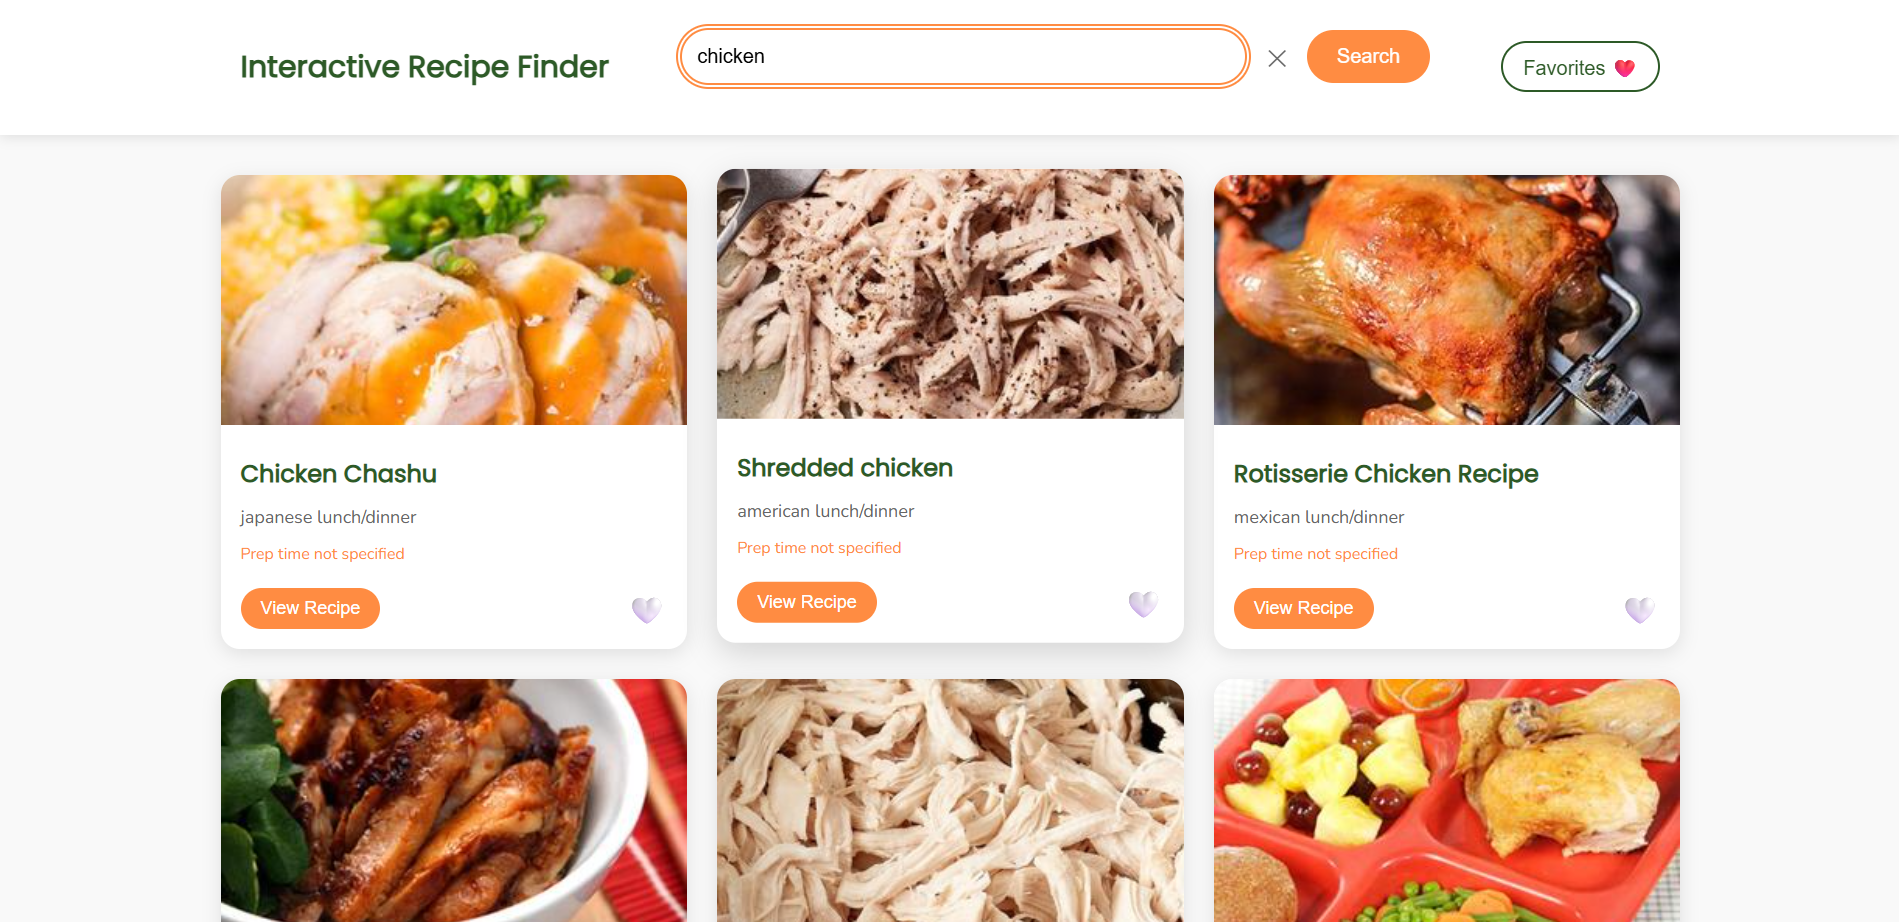 Interactive Recipe Finder
chicken
Search
Favorites
Chicken Chashu
japanese lunch/dinner
Prep time not specified
View Recipe
Shredded chicken
american lunch/dinner
Prep time not specified
View Recipe
Rotisserie Chicken Recipe
mexican lunch/dinner
Prep time not specified
View Recipe